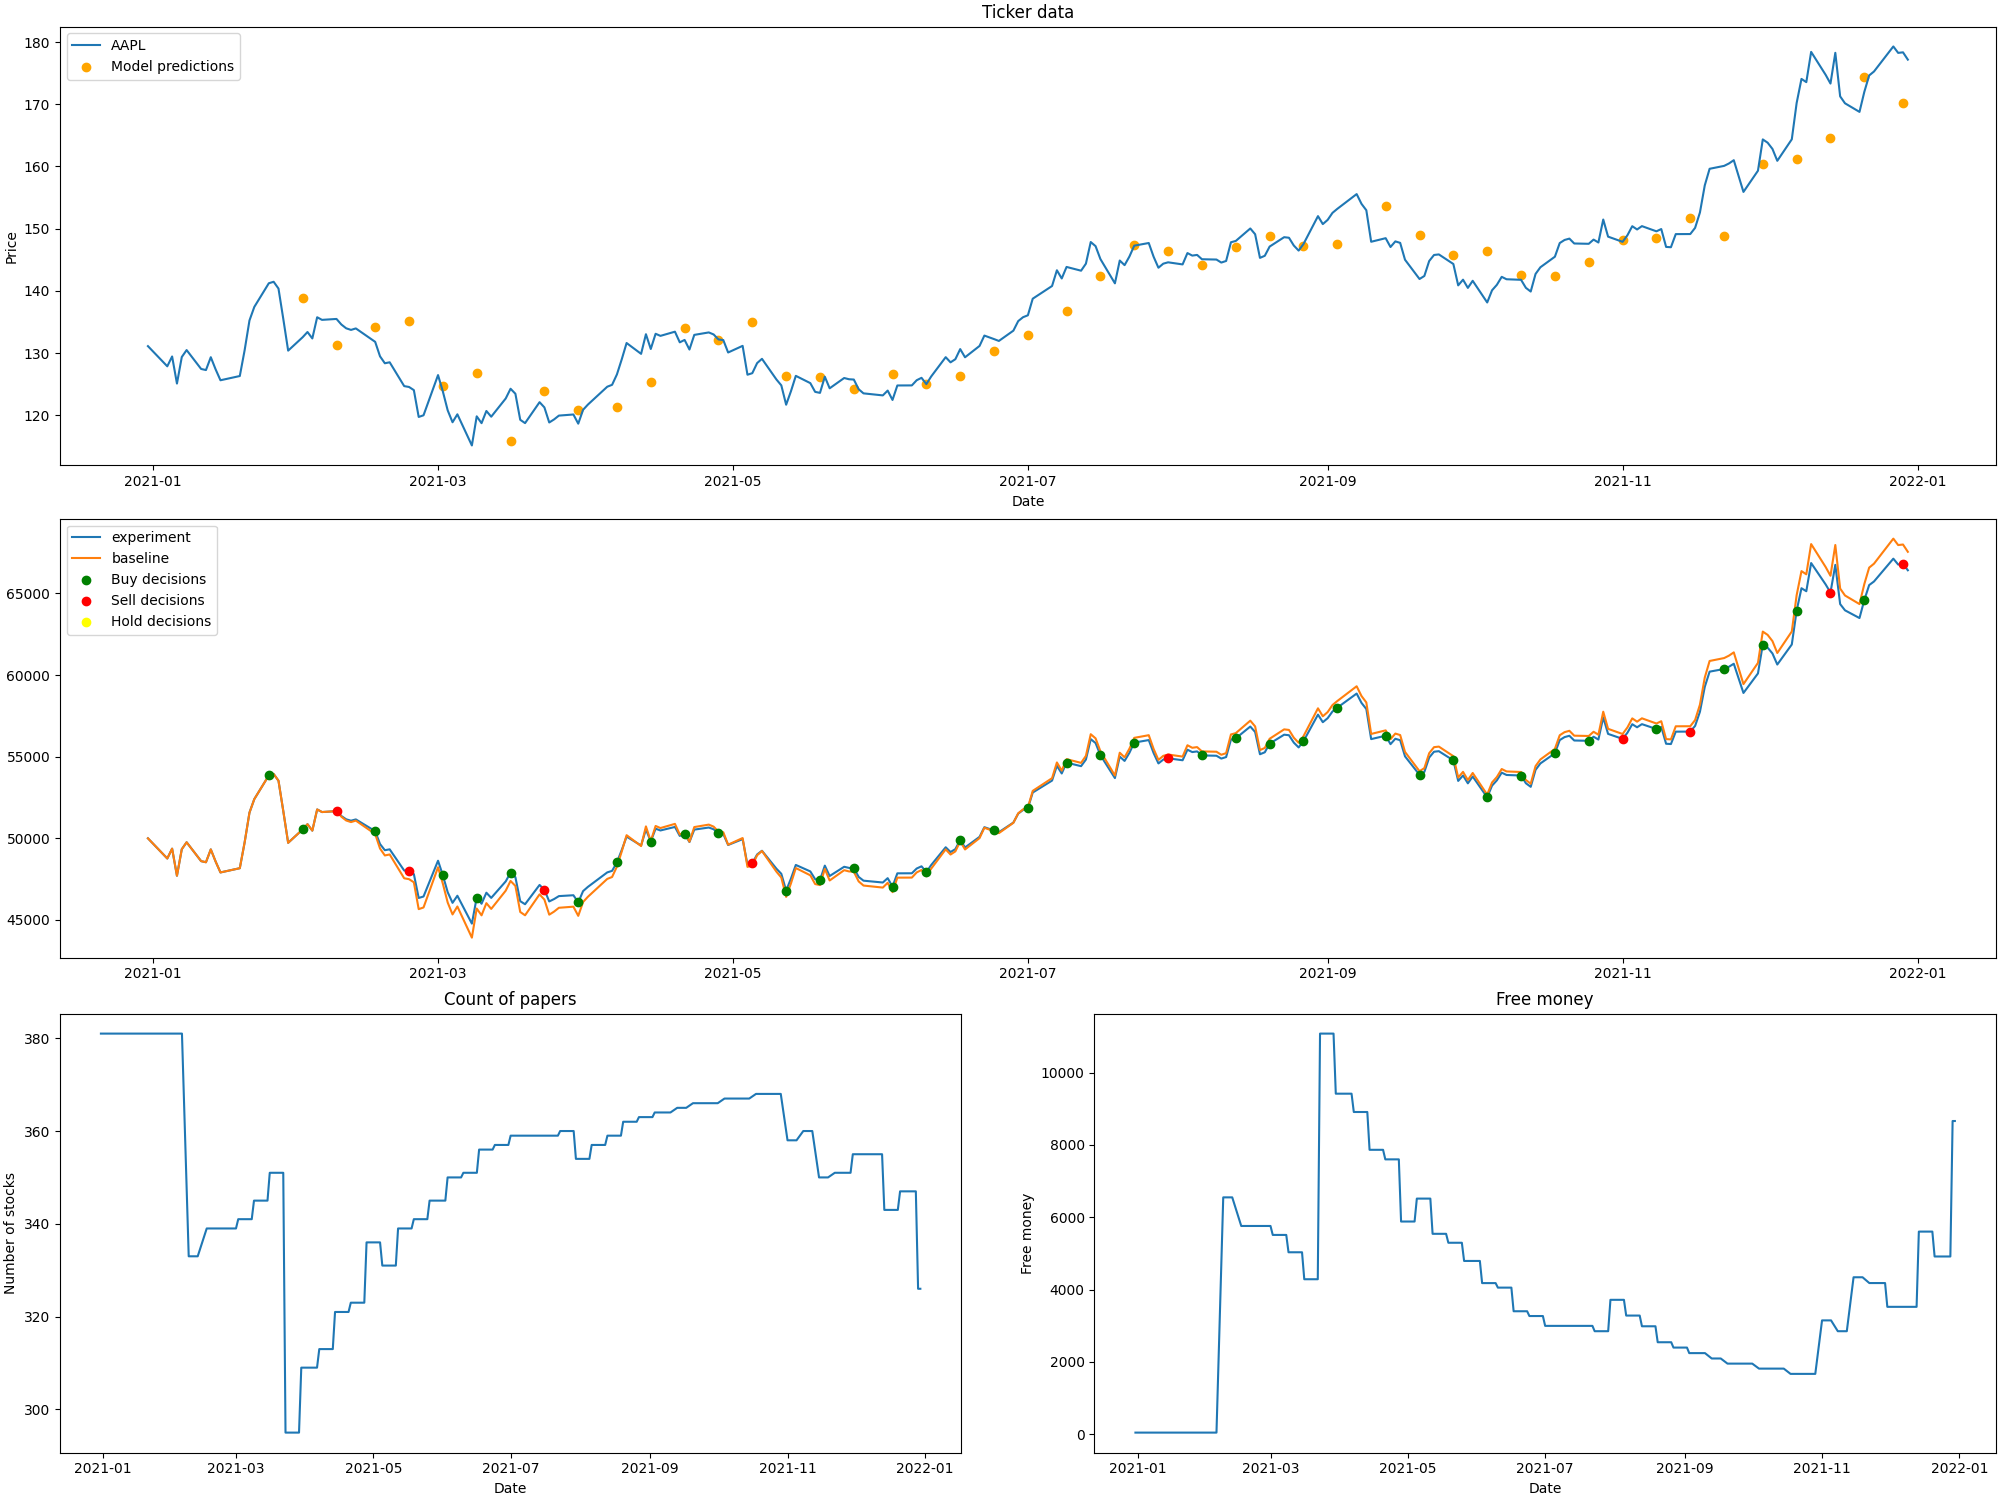 Ticker data
AAPL
Model predictions
180
170
160
150
140
130
120
Price
2021-01 2021-03 2021-05 2021-07 2021-09 2021-11 2022-01
Date
experiment
baseline
Buy decisions
Sell decisions
Hold decisions
65000
60000
55000
50000
45000
2021-01 2021-03 2021-05 2021-07 2021-09 2021-11 2022-01
Count of papers
380
360
340
320
300
Number of stocks
2021-01 2021-03 2021-05 2021-07 2021-09 2021-11 2022-01
Date
Free money
10000
8000
6000
4000
2000
0
Free money
2021-01 2021-03 2021-05 2021-07 2021-09 2021-11 2022-01
Date